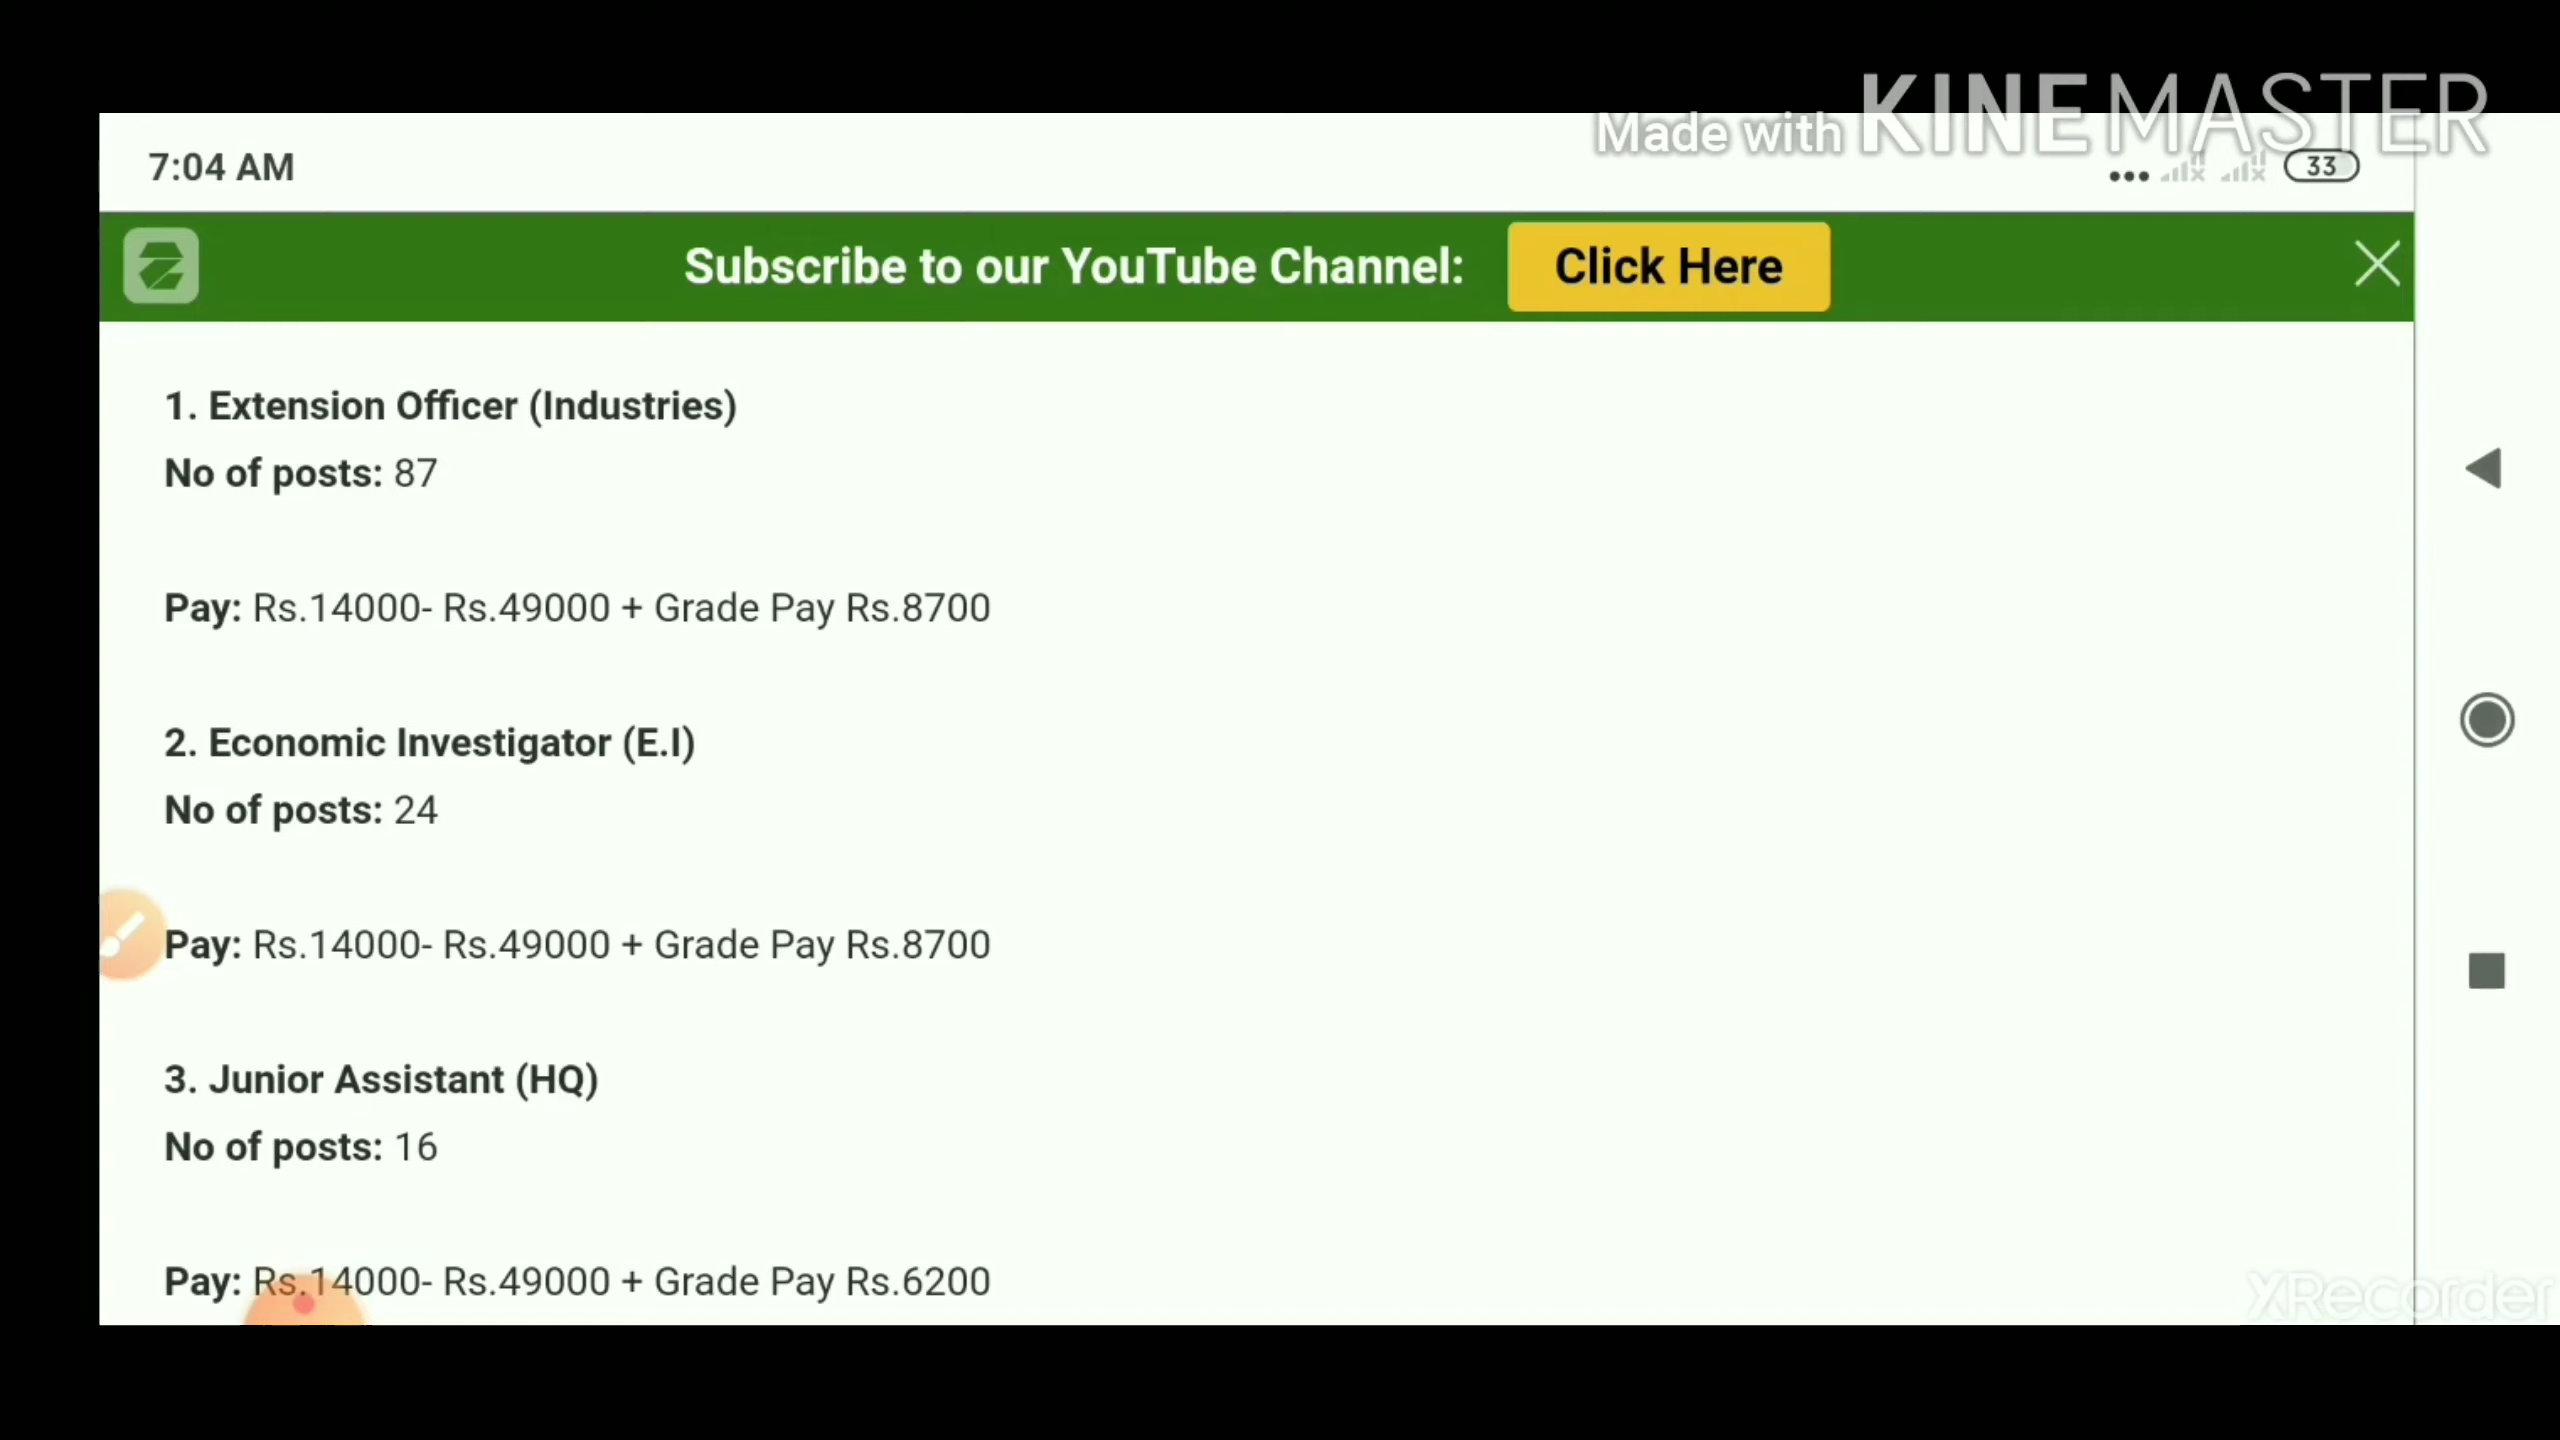 Made with KINEMASTER
7:04 AM
33
Subscribe to our YouTube Channel: Click Here
1. Extension Officer (Industries)
No of posts: 87
Pay: Rs.14000- Rs.49000 + Grade Pay Rs.8700
2. Economic Investigator (E.I)
No of posts: 24
Pay: Rs.14000- Rs.49000 + Grade Pay Rs.8700
3. Junior Assistant (HQ)
No of posts: 16
Pay: Rs.14000- Rs.49000 + Grade Pay Rs.6200
XRecorder